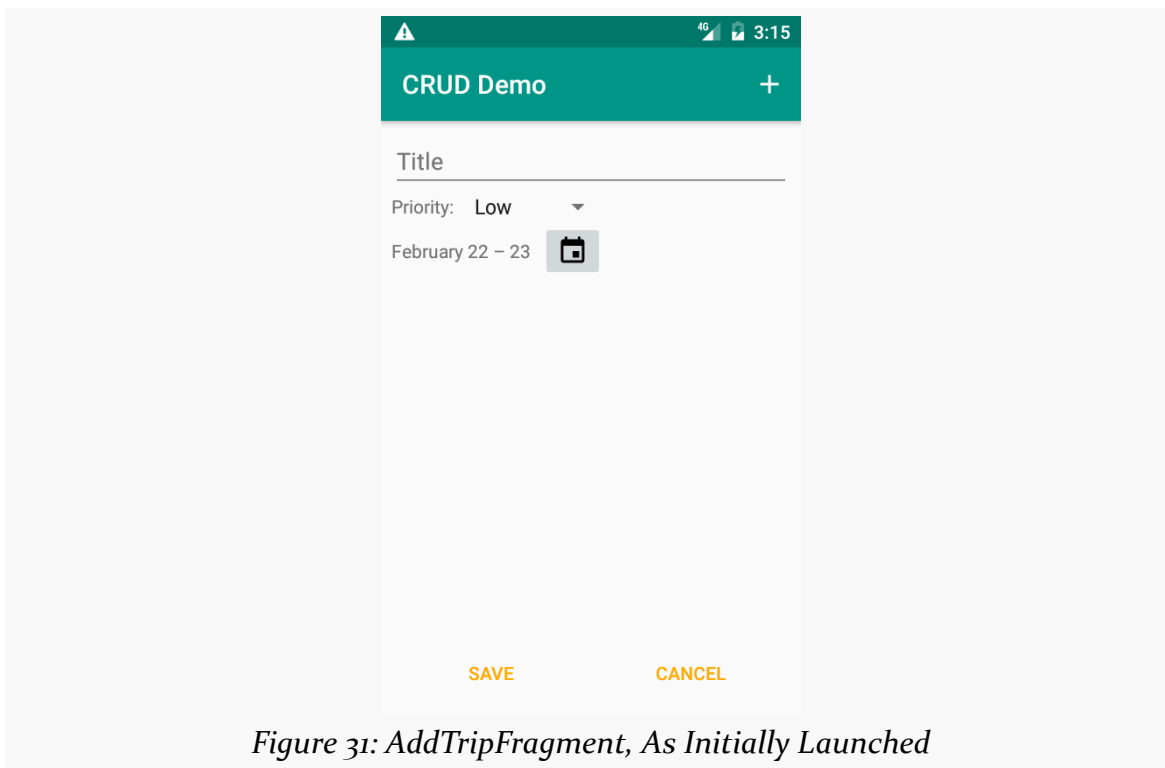 4G 3:15
CRUD Demo +
Title
Priority: Low
February 22 – 23
SAVE CANCEL
Figure 31: AddTripFragment, As Initially Launched